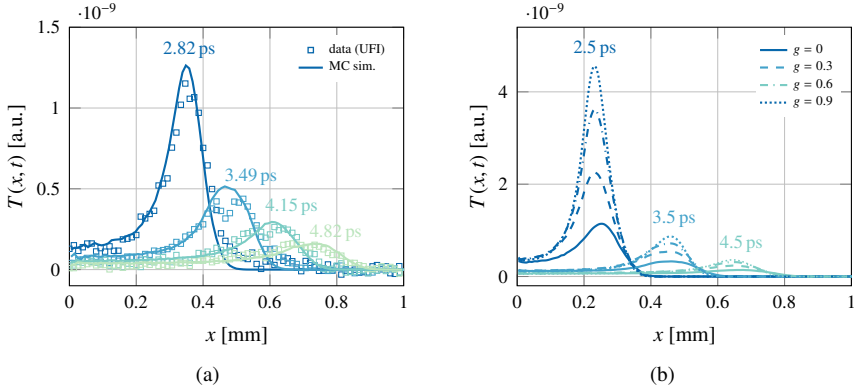 ·10⁻⁹
1.5
1
0.5
0
T(x, t) [a.u.]
2.82 ps
3.49 ps
4.15 ps
4.82 ps
data (UFI)
MC sim.
0 0.2 0.4 0.6 0.8 1
x [mm]
(a)
·10⁻⁹
4
2
0
T(x, t) [a.u.]
2.5 ps
3.5 ps
4.5 ps
g = 0
g = 0.3
g = 0.6
g = 0.9
0 0.2 0.4 0.6 0.8 1
x [mm]
(b)